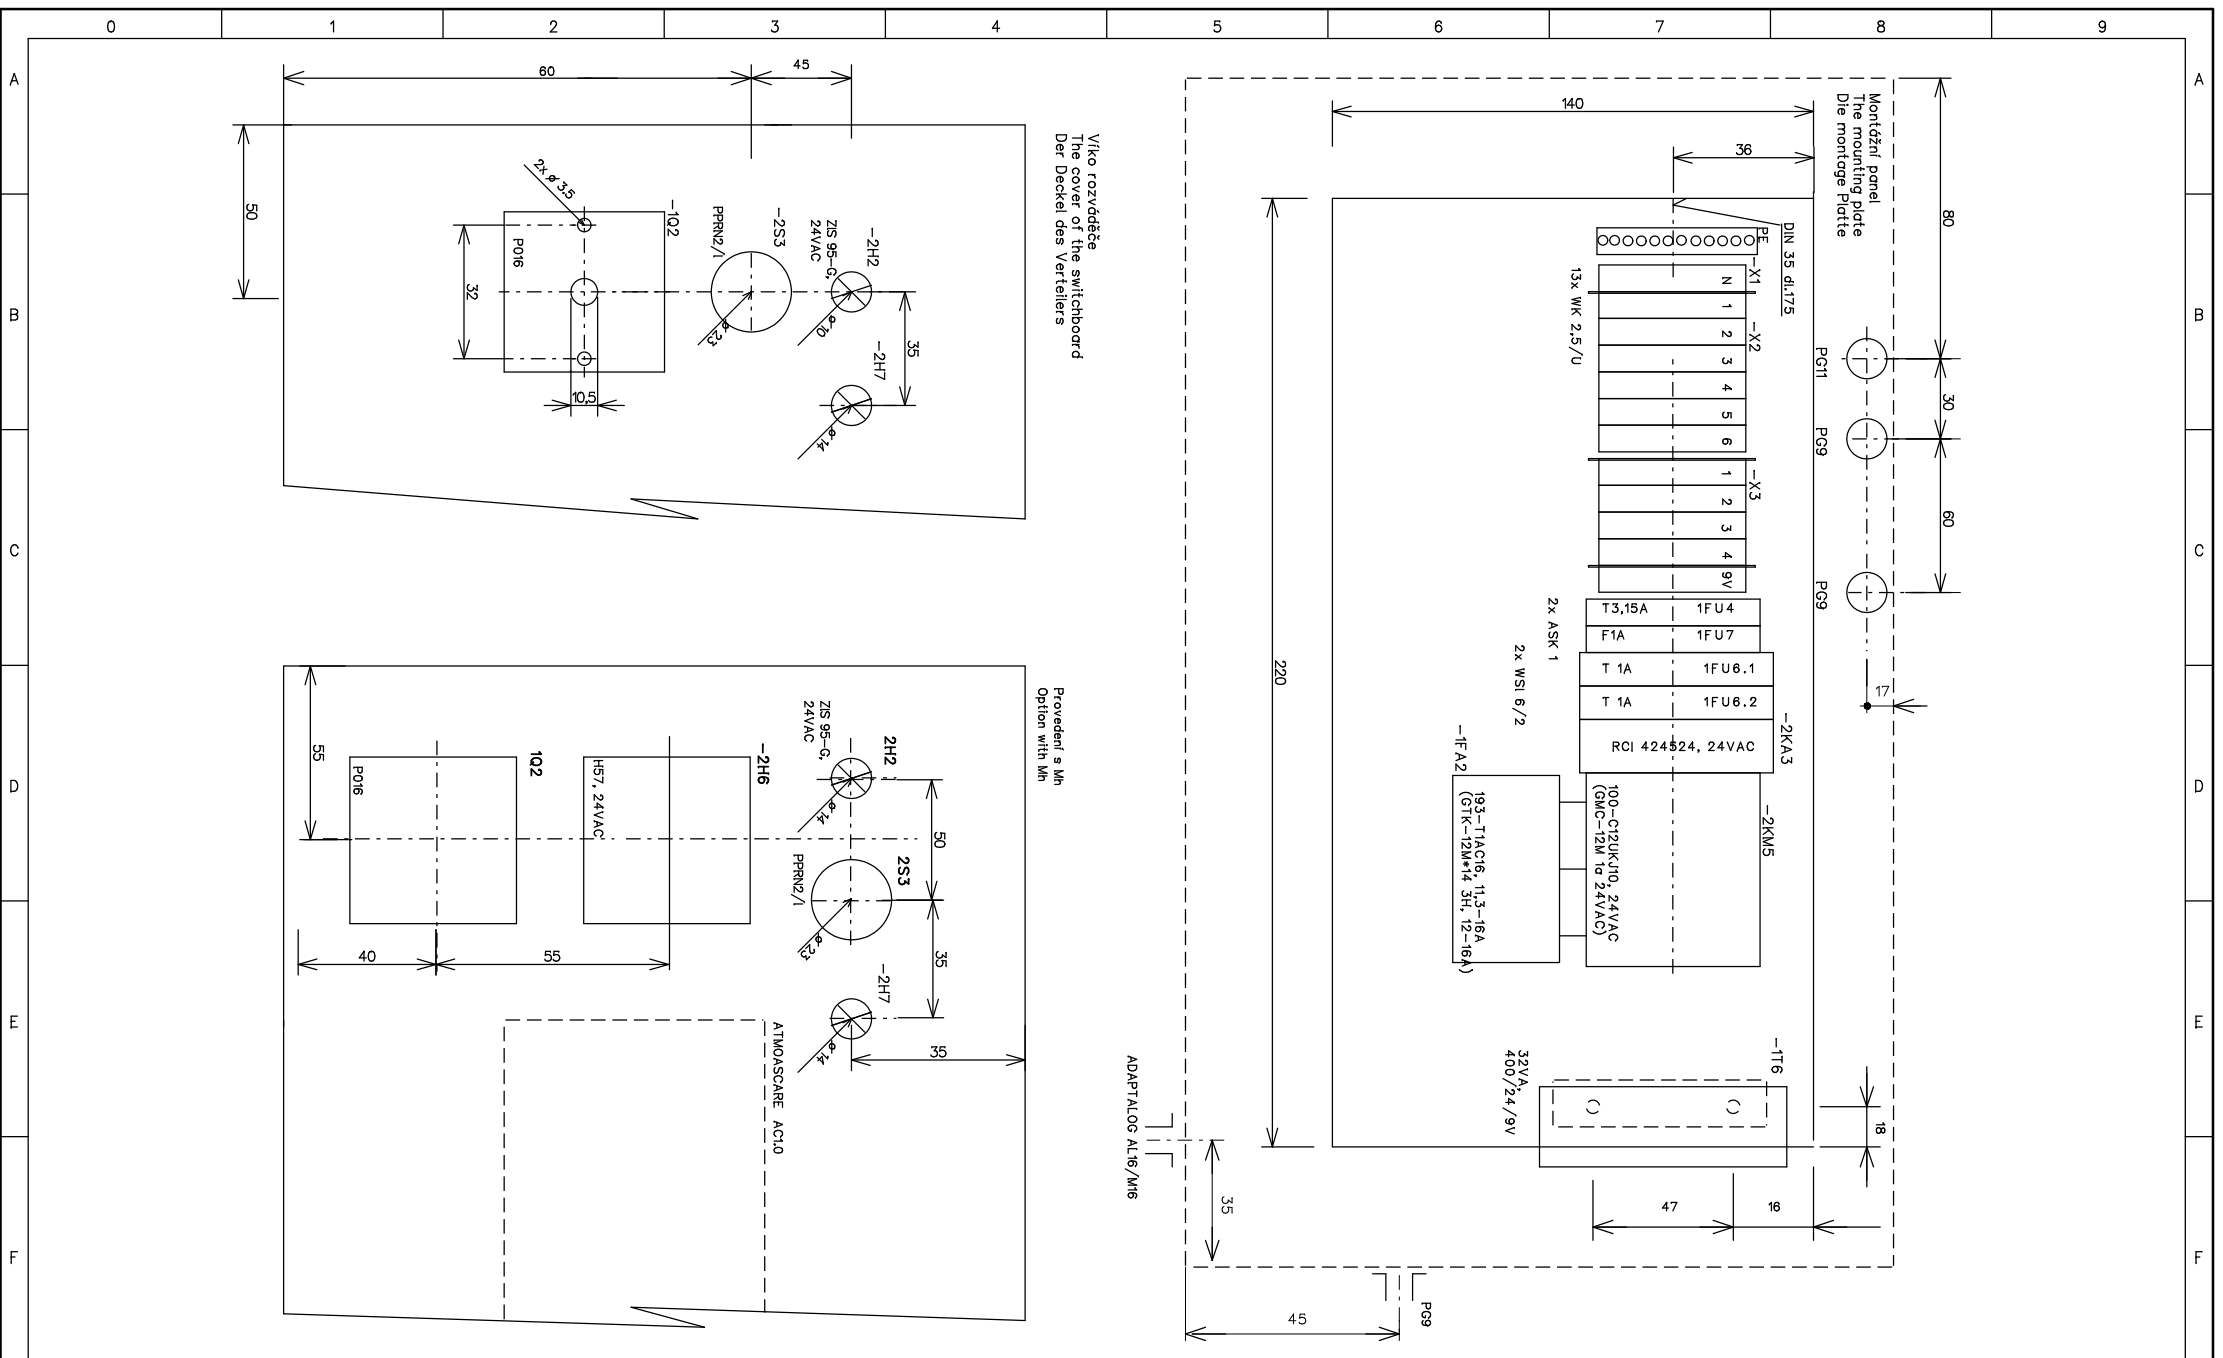 0 1 2 3 4 5 6 7 8 9
A
B
C
D
E
F
A
B
C
D
E
F
60
45
50
2x ø 3.5
-1Q2
P016
32
10,5
-2S3
PPRN2/I
ø 23
-2H2
ZIS 95-G,
24VAC
ø 10
35
-2H7
ø 14
Víko rozváděče
The cover of the switchboard
Der Deckel des Verteilers
Provedení s Mh
Option with Mh
55
1Q2
P016
-2H6
H57, 24VAC
2H2
ZIS 95-G,
24VAC
ø 14
50
2S3
PPRN2/I
ø 23
35
-2H7
ø 14
35
40
55
ATMOASCARE AC1.0
Montážní panel
The mounting plate
Die montage Platte
140
36
80
30
60
17
220
DIN 35 dl.175
PE
-X1
N
-X2
1
2
3
4
5
6
-X3
1
2
3
4
9V
13x WK 2,5/U
PG11
PG9
PG9
T3,15A 1FU4
F1A 1FU7
T 1A 1FU6.1
T 1A 1FU6.2
2x ASK 1
2x WSI 6/2
-2KA3
RCI 424524, 24VAC
-2KM5
100-C12UKJ10, 24VAC
(GMC-12M 1a 24VAC)
-1FA2
193-T1AC16, 11,3-16A
(GTK-12M*14 3H, 12-16A)
-1T6
32VA,
400/24/9V
18
47
16
ADAPTALOG AL16/M16
35
45
PG9